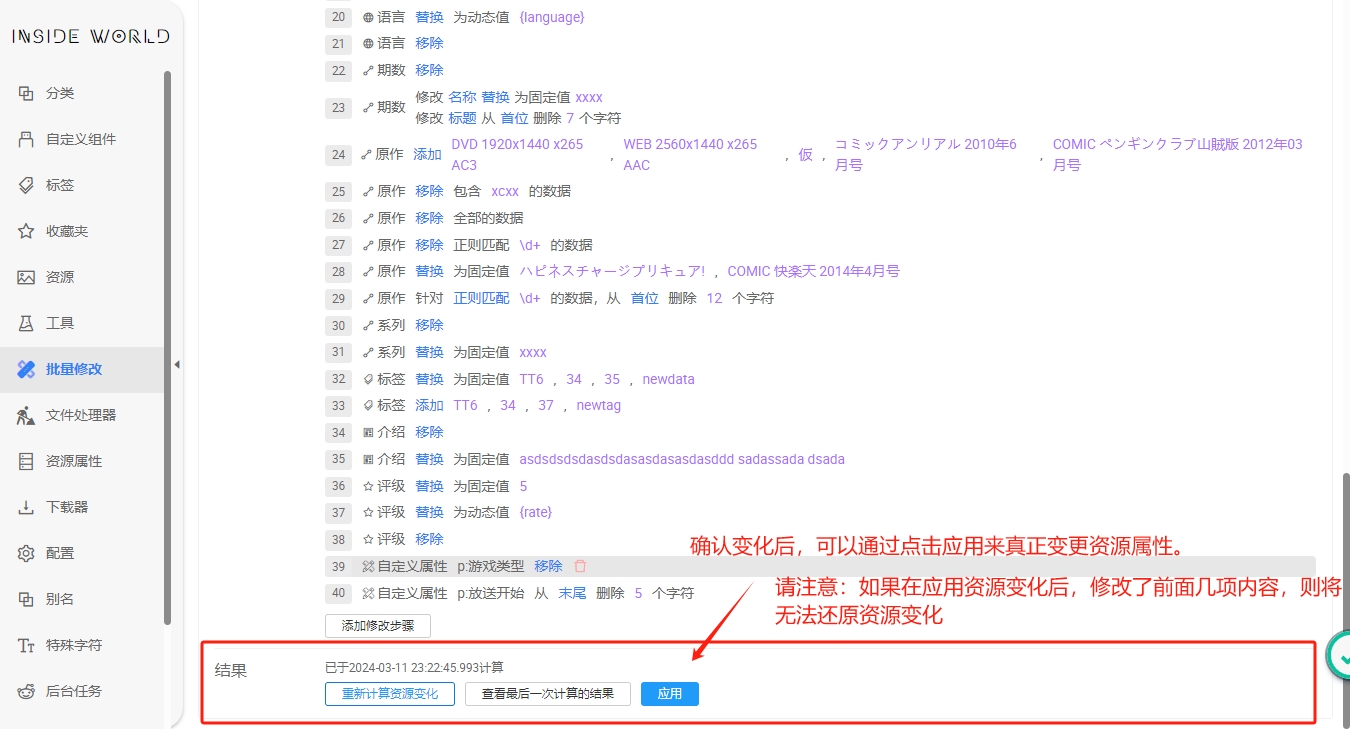 INSIDE WORLD
分类
自定义组件
标签
收藏夹
资源
工具
批量修改
文件处理器
资源属性
下载器
配置
别名
特殊字符
后台任务
20 语言 替换 为动态值 {language}
21 语言 移除
22 期数 移除
23 期数 修改 名称 替换 为固定值 xxxx
修改 标题 从 首位 删除 7 个字符
24 原作 添加 DVD 1920x1440 x265 AC3 , WEB 2560x1440 x265 AAC , 仮 , コミックアンリアル 2010年6月号 , COMIC ペンギンクラブ山賊版 2012年03月号
25 原作 移除 包含 xcxx 的数据
26 原作 移除 全部的数据
27 原作 移除 正则匹配 \d+ 的数据
28 原作 替换 为固定值 ハピネスチャージプリキュア! , COMIC 快楽天 2014年4月号
29 原作 针对 正则匹配 \d+ 的数据，从 首位 删除 12 个字符
30 系列 移除
31 系列 替换 为固定值 xxxx
32 标签 替换 为固定值 TT6 , 34 , 35 , newdata
33 标签 添加 TT6 , 34 , 37 , newtag
34 介绍 移除
35 介绍 替换 为固定值 asdsdsdsdasdsdasasdasasdasddd sadassada dsada
36 评级 替换 为固定值 5
37 评级 替换 为动态值 {rate}
38 评级 移除
39 自定义属性 p:游戏类型 移除
40 自定义属性 p:放送开始 从 末尾 删除 5 个字符
确认变化后，可以通过点击应用来真正变更资源属性。
请注意：如果在应用资源变化后，修改了前面几项内容，则将
无法还原资源变化
添加修改步骤
结果
已于2024-03-11 23:22:45.993计算
重新计算资源变化 查看最后一次计算的结果 应用